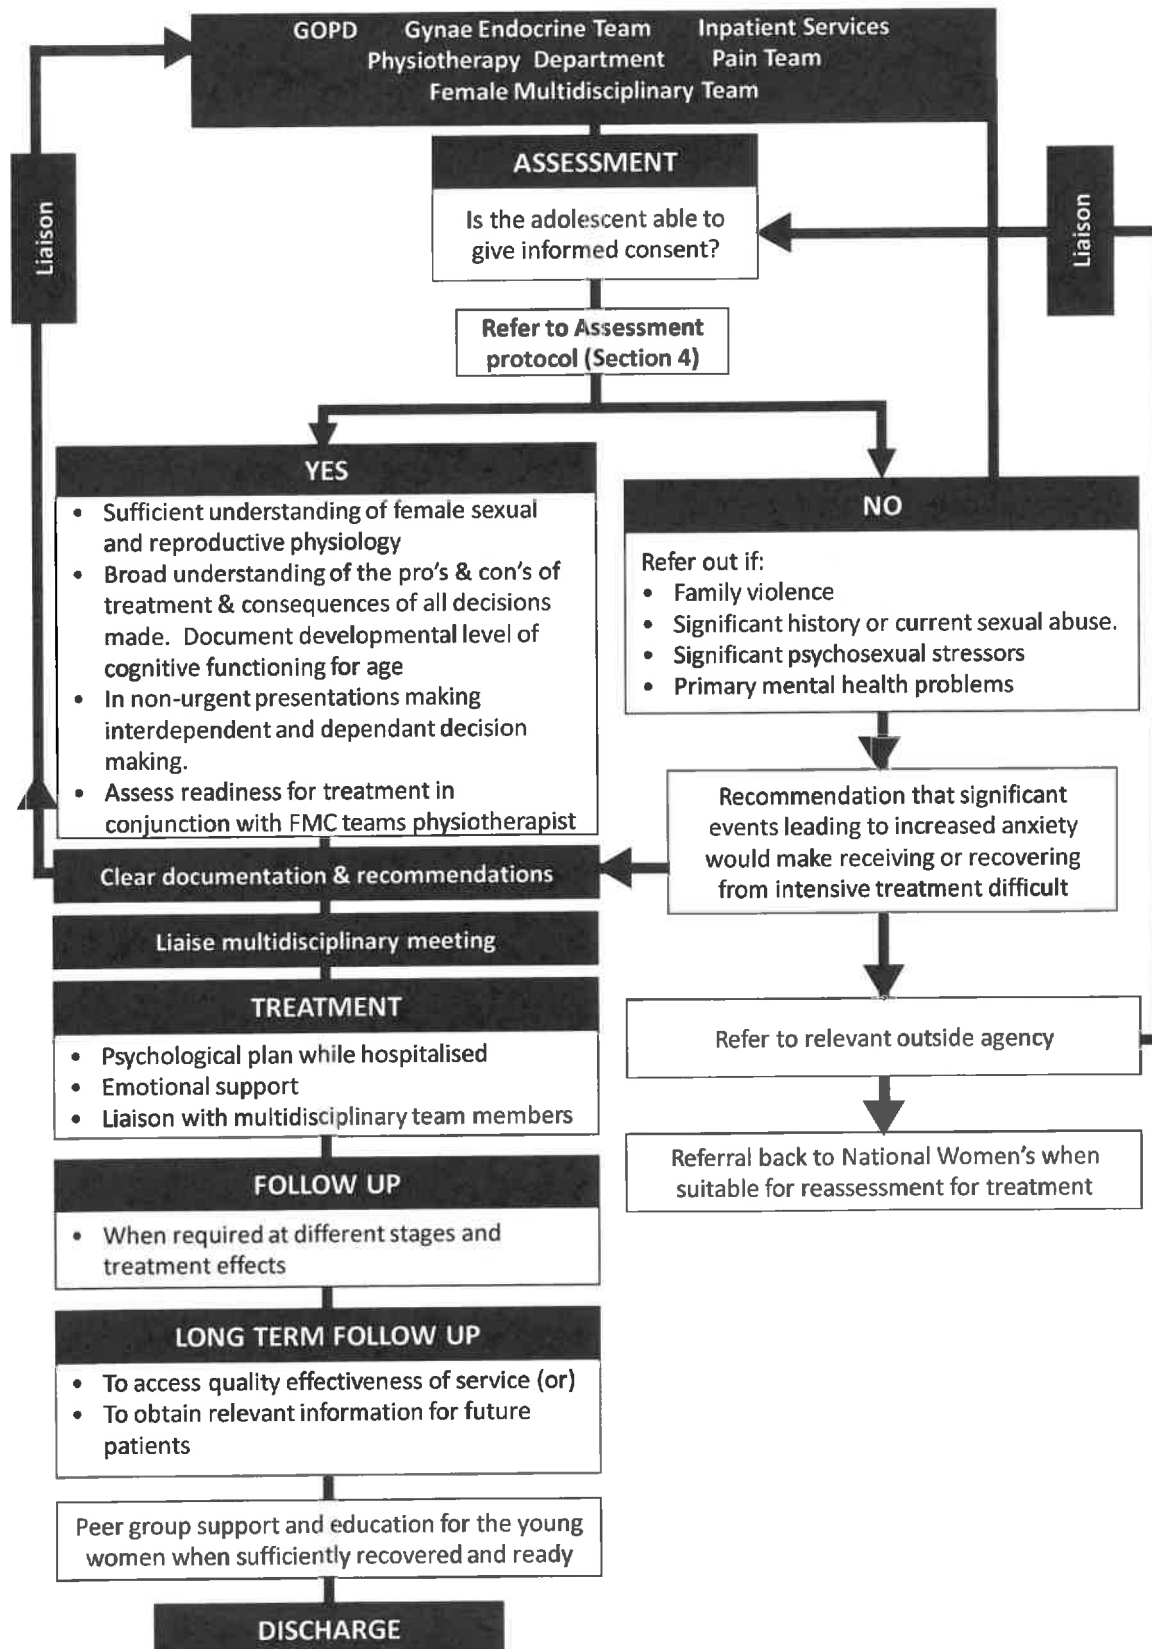 GOPD Gynae Endocrine Team Inpatient Services
Physiotherapy Department Pain Team
Female Multidisciplinary Team
Liaison
ASSESSMENT
Is the adolescent able to
give informed consent?
Liaison
Refer to Assessment
protocol (Section 4)
YES
• Sufficient understanding of female sexual
and reproductive physiology
• Broad understanding of the pro's & con's of
treatment & consequences of all decisions
made. Document developmental level of
cognitive functioning for age
• In non-urgent presentations making
interdependent and dependant decision
making.
• Assess readiness for treatment in
conjunction with FMC teams physiotherapist
NO
Refer out if:
• Family violence
• Significant history or current sexual abuse.
• Significant psychosexual stressors
• Primary mental health problems
Recommendation that significant
events leading to increased anxiety
would make receiving or recovering
from intensive treatment difficult
Clear documentation & recommendations
Liaise multidisciplinary meeting
TREATMENT
• Psychological plan while hospitalised
• Emotional support
• Liaison with multidisciplinary team members
Refer to relevant outside agency
Referral back to National Women's when
suitable for reassessment for treatment
FOLLOW UP
• When required at different stages and
treatment effects
LONG TERM FOLLOW UP
• To access quality effectiveness of service (or)
• To obtain relevant information for future
patients
Peer group support and education for the young
women when sufficiently recovered and ready
DISCHARGE